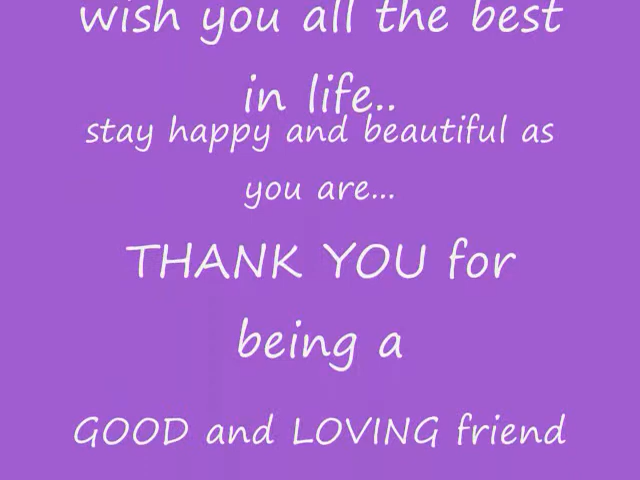 wish you all the best
in life..
stay happy and beautiful as
you are...
THANK YOU for
being a
GOOD and LOVING friend